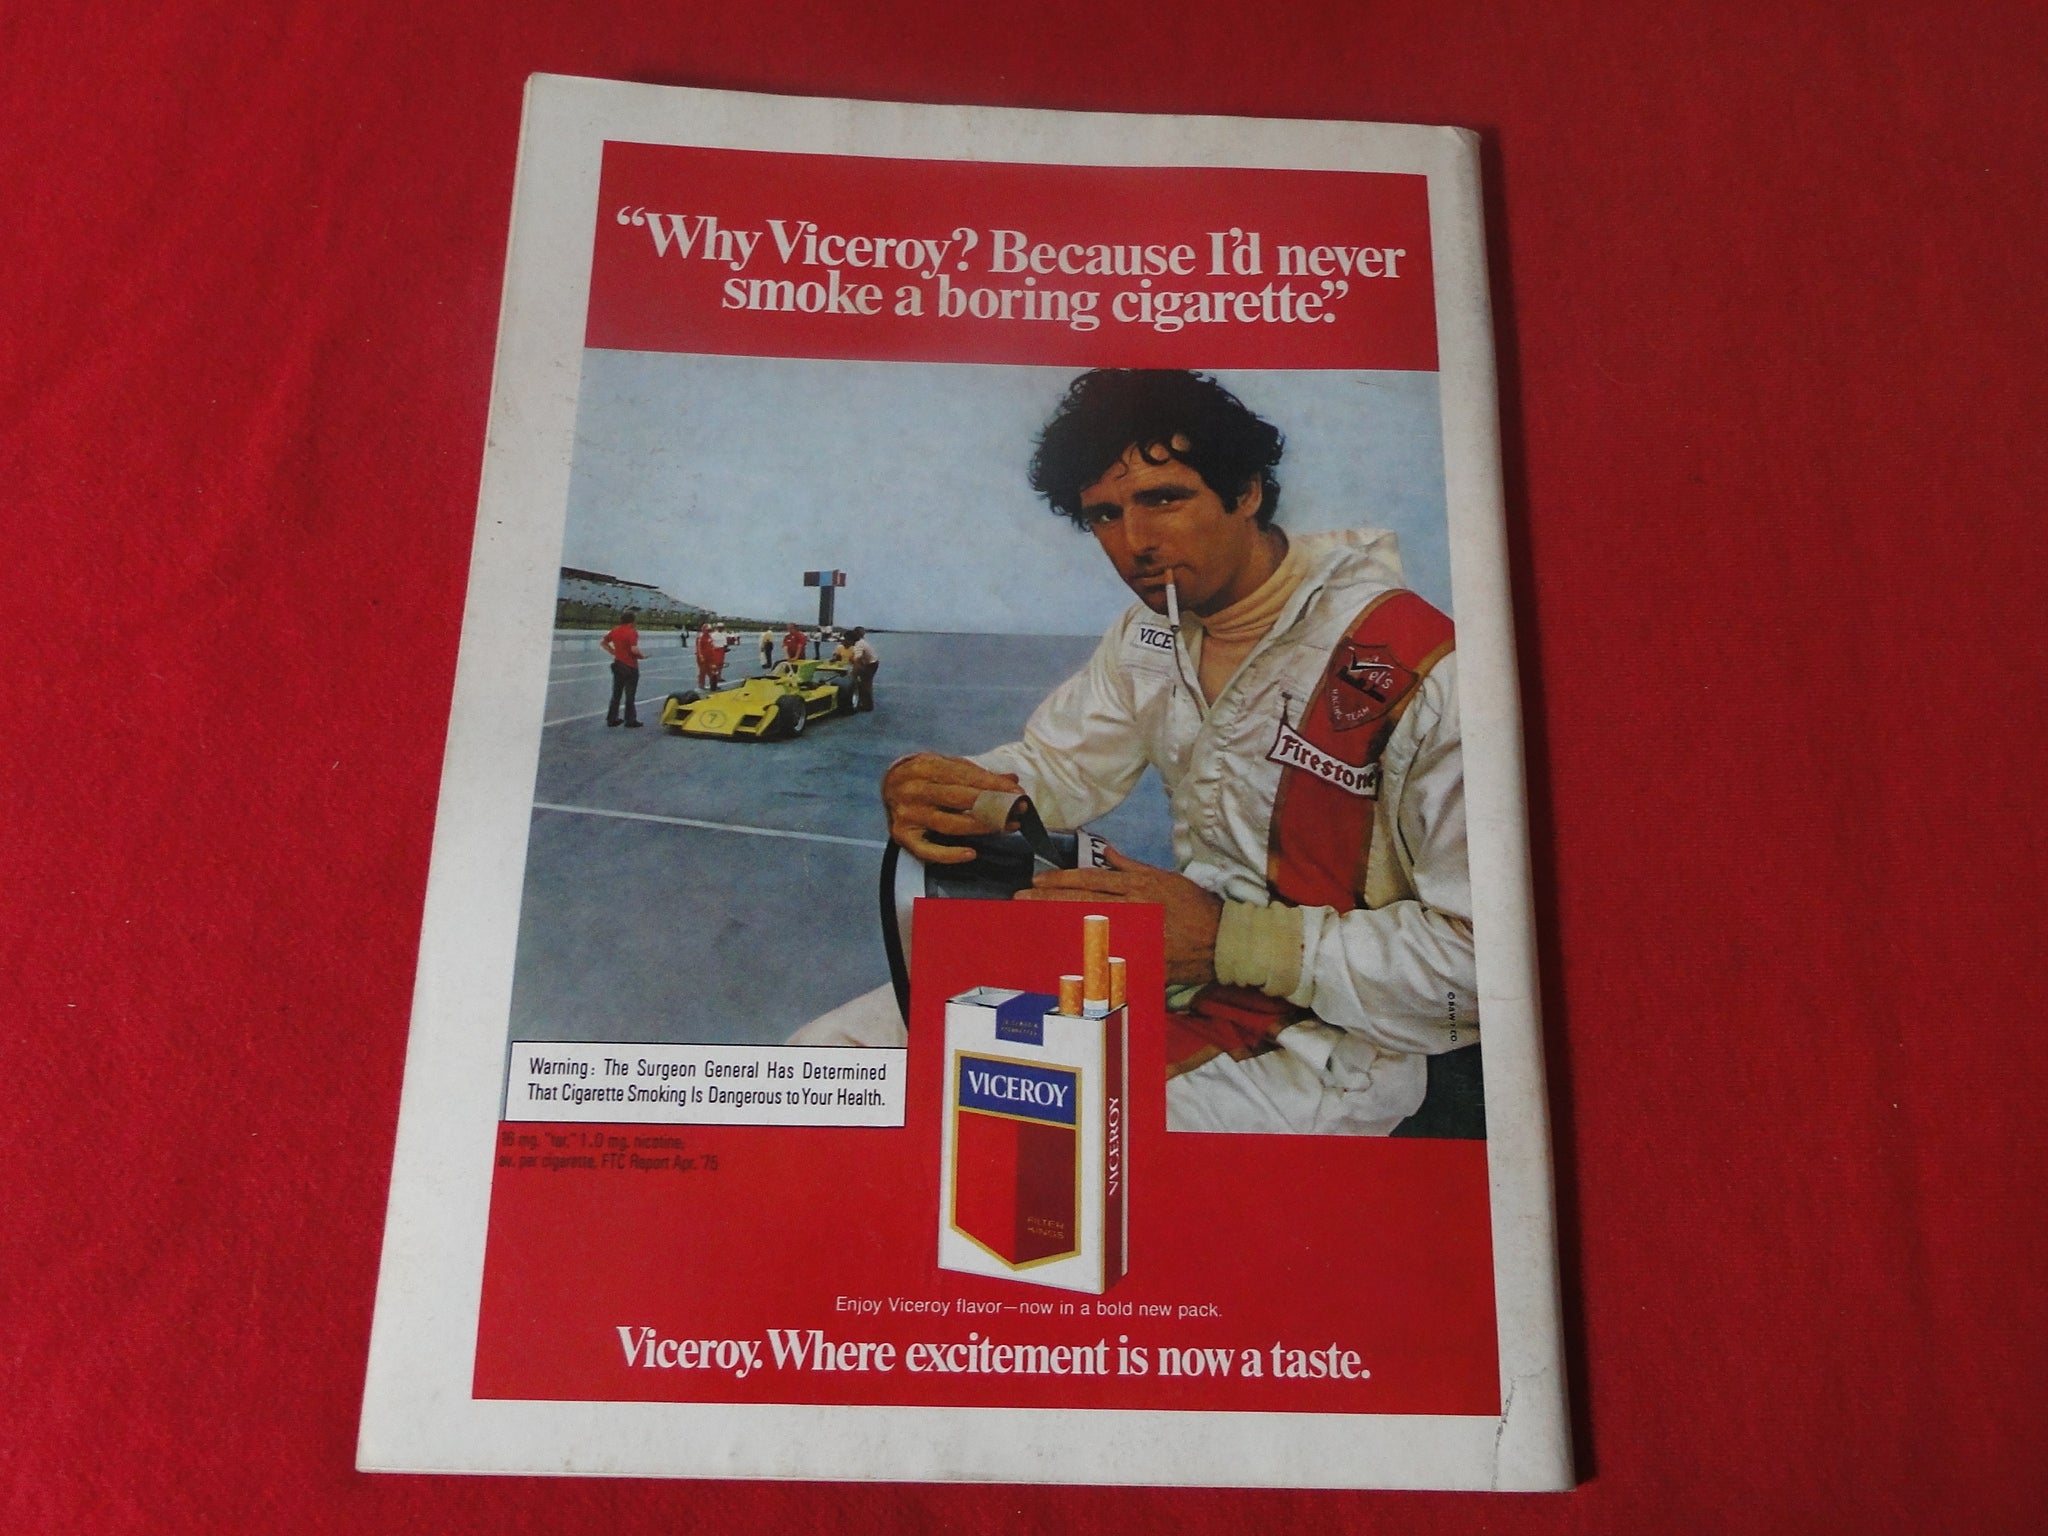 “Why Viceroy? Because I’d never
smoke a boring cigarette.”
VICE
Vel's
RACING TEAM
Firestone
7
VICEROY
VICEROY
FILTER
KINGS
© B&W T CO.
Warning: The Surgeon General Has Determined
That Cigarette Smoking Is Dangerous to Your Health.
16 mg. "tar," 1.0 mg. nicotine,
av. per cigarette, FTC Report Apr. '75
Enjoy Viceroy flavor—now in a bold new pack.
Viceroy. Where excitement is now a taste.